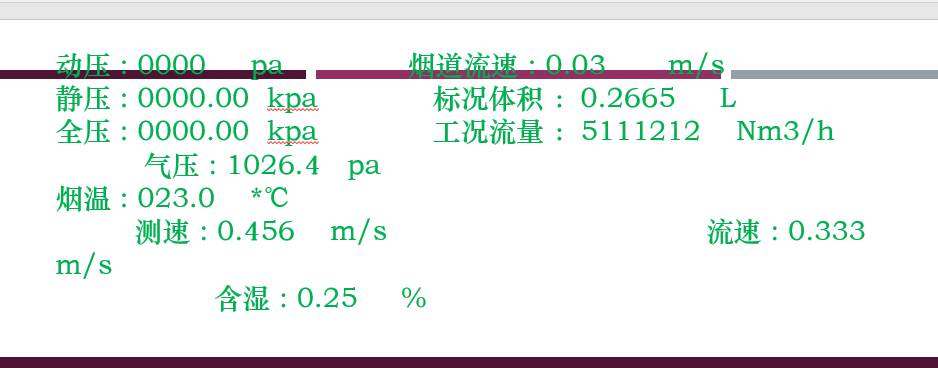 动压：0000 pa 烟道流速：0.03 m/s
静压：0000.00 kpa 标况体积： 0.2665 L
全压：0000.00 kpa 工况流量： 5111212 Nm3/h
气压：1026.4 pa
烟温：023.0 *℃
测速：0.456 m/s 流速：0.333
m/s
含湿：0.25 %